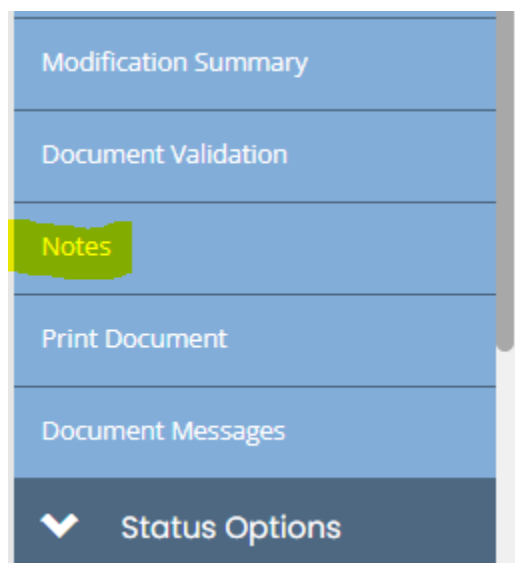 Modification Summary
Document Validation
Notes
Print Document
Document Messages
Status Options